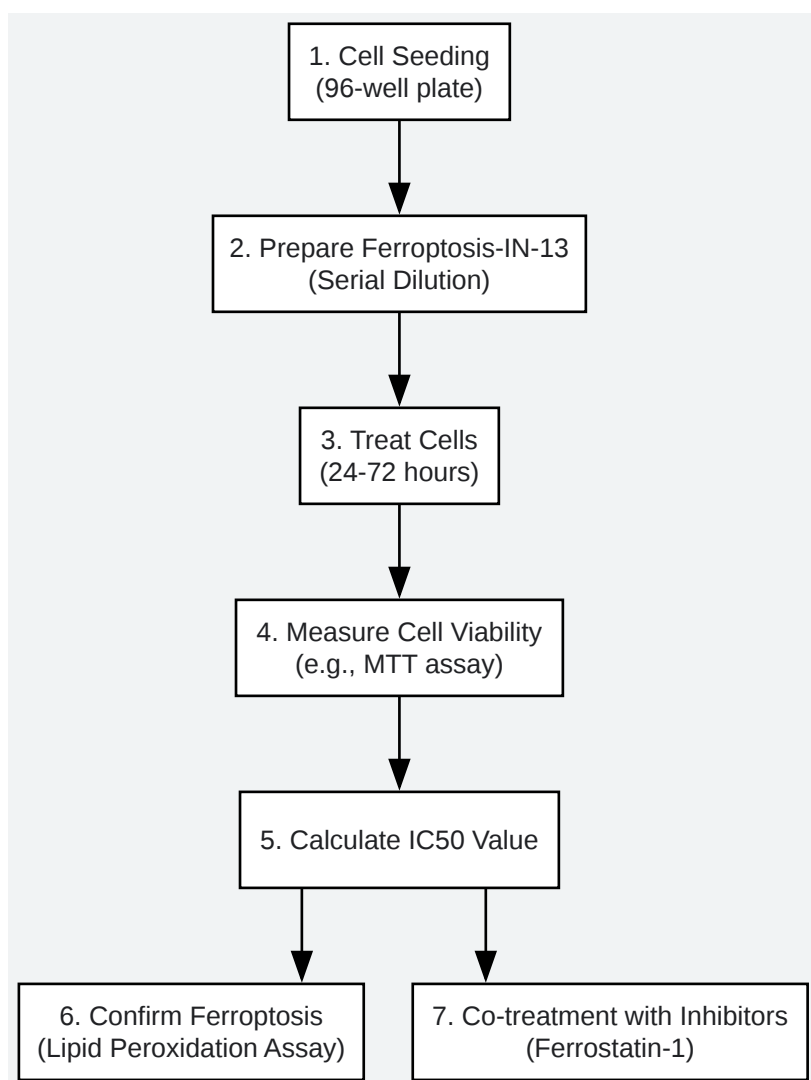 1. Cell Seeding
(96-well plate)
2. Prepare Ferroptosis-IN-13
(Serial Dilution)
3. Treat Cells
(24-72 hours)
4. Measure Cell Viability
(e.g., MTT assay)
5. Calculate IC50 Value
6. Confirm Ferroptosis
(Lipid Peroxidation Assay)
7. Co-treatment with Inhibitors
(Ferrostatin-1)